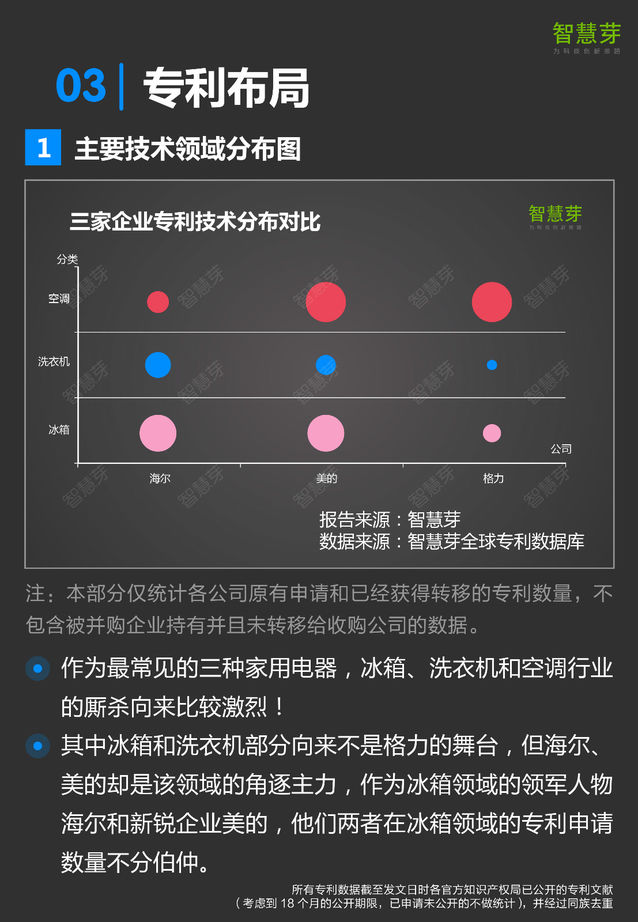 智慧芽
为科技创新赋能
03 专利布局
1 主要技术领域分布图
三家企业专利技术分布对比
智慧芽
为科技创新赋能
分类
空调
洗衣机
冰箱
公司
海尔
美的
格力
报告来源：智慧芽
数据来源：智慧芽全球专利数据库
注：本部分仅统计各公司原有申请和已经获得转移的专利数量，不
包含被并购企业持有并且未转移给收购公司的数据。
作为最常见的三种家用电器，冰箱、洗衣机和空调行业
的厮杀向来比较激烈！
其中冰箱和洗衣机部分向来不是格力的舞台，但海尔、
美的却是该领域的角逐主力，作为冰箱领域的领军人物
海尔和新锐企业美的，他们两者在冰箱领域的专利申请
数量不分伯仲。
所有专利数据截至发文日时各官方知识产权局已公开的专利文献
（考虑到 18 个月的公开期限，已申请未公开的不做统计），并经过同族去重